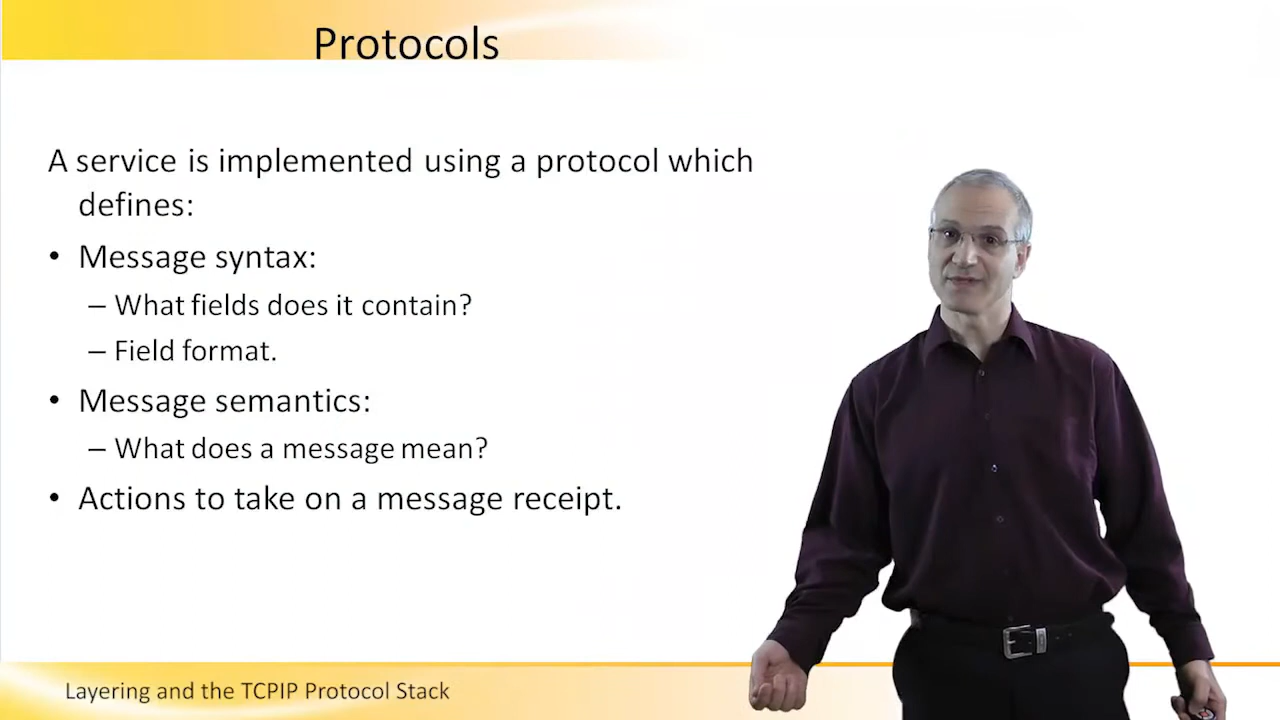 Protocols
A service is implemented using a protocol which
defines:
• Message syntax:
– What fields does it contain?
– Field format.
• Message semantics:
– What does a message mean?
• Actions to take on a message receipt.
Layering and the TCPIP Protocol Stack